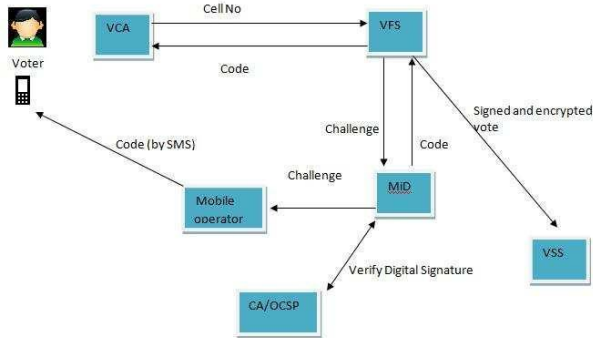 Cell No
VCA
VFS
Voter
Code
Signed and encrypted
vote
Challenge
Code
Code (by SMS)
Challenge
MiD
Mobile
operator
VSS
Verify Digital Signature
CA/OCSP